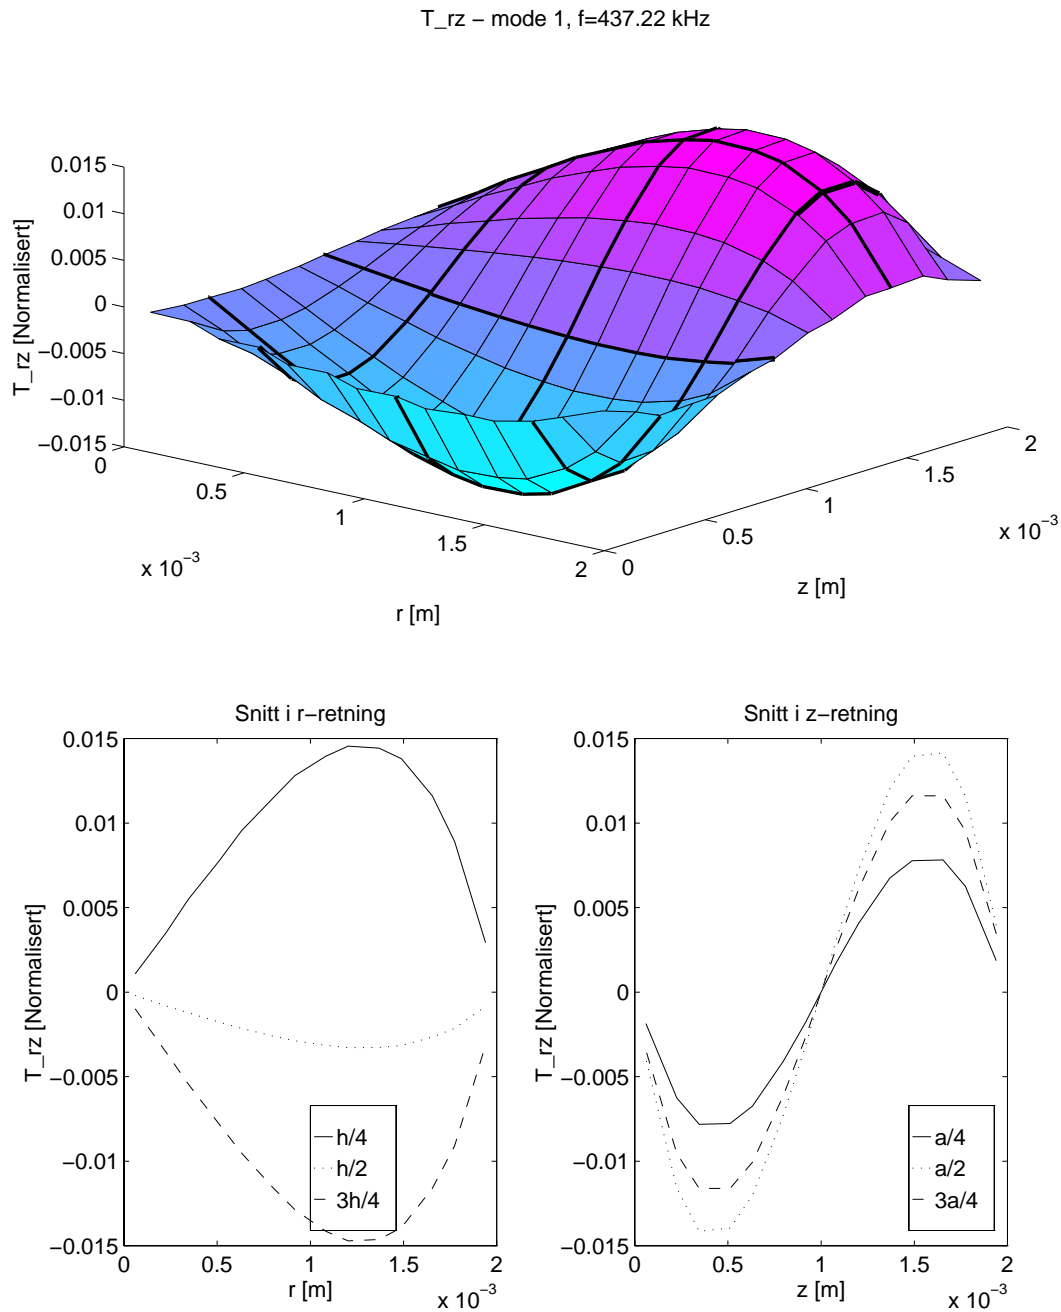 T_rz − mode 1, f=437.22 kHz
0.015
0.01
0.005
0
−0.005
−0.01
−0.015
T_rz [Normalisert]
0
0.5
1
1.5
2
x 10−3
r [m]
0
0.5
1
1.5
2
x 10−3
z [m]
Snitt i r−retning
0.015
0.01
0.005
0
−0.005
−0.01
−0.015
T_rz [Normalisert]
h/4
h/2
3h/4
0
0.5
1
1.5
2
r [m]
x 10−3
Snitt i z−retning
0.015
0.01
0.005
0
−0.005
−0.01
−0.015
T_rz [Normalisert]
a/4
a/2
3a/4
0
0.5
1
1.5
2
z [m]
x 10−3